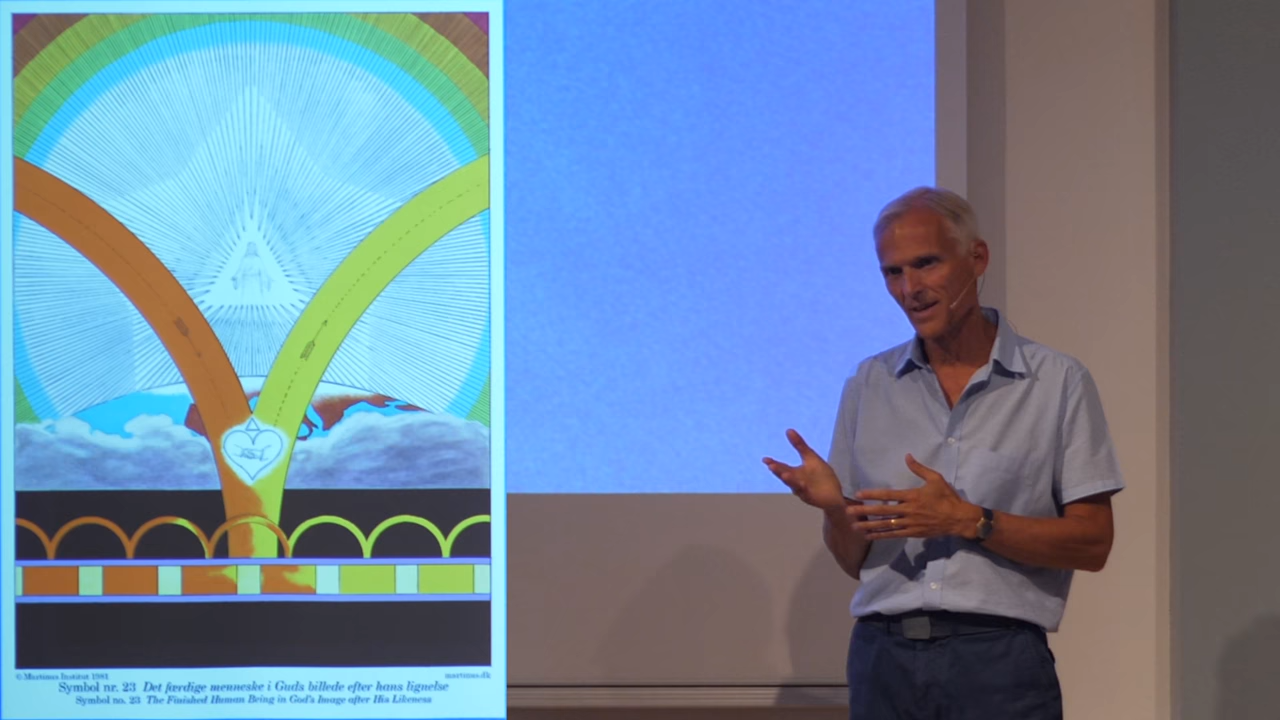 © Martinus Institut 1981
martinus.dk
Symbol nr. 23 Det færdige menneske i Guds billede efter hans lignelse
Symbol no. 23 The Finished Human Being in God's Image after His Likeness